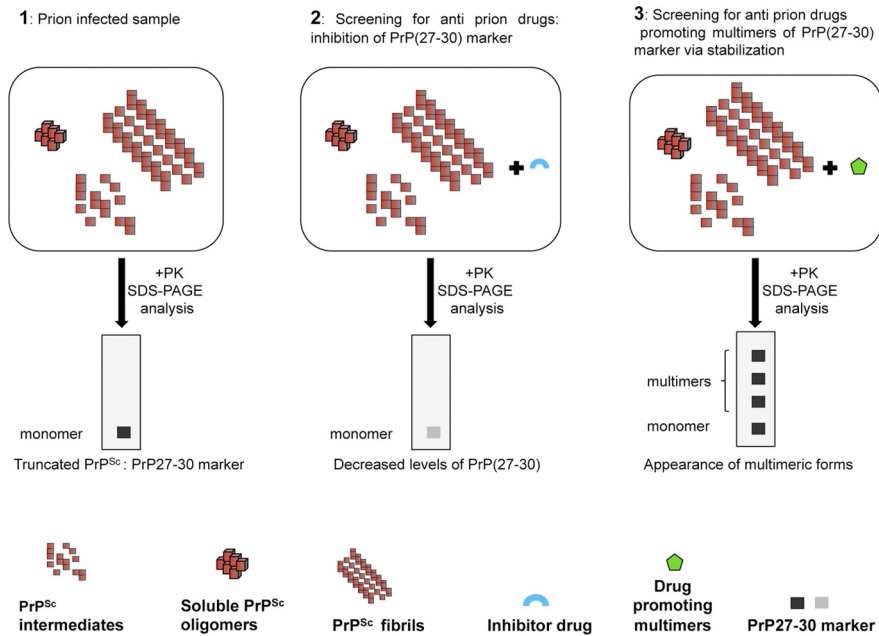 1: Prion infected sample
2: Screening for anti prion drugs:
inhibition of PrP(27-30) marker
3: Screening for anti prion drugs
promoting multimers of PrP(27-30)
marker via stabilization
+
+
+PK
SDS-PAGE
analysis
+PK
SDS-PAGE
analysis
+PK
SDS-PAGE
analysis
monomer
monomer
multimers
monomer
Truncated PrPSc : PrP27-30 marker
Decreased levels of PrP(27-30)
Appearance of multimeric forms
PrPSc
intermediates
Soluble PrPSc
oligomers
PrPSc fibrils
Inhibitor drug
Drug
promoting
multimers
PrP27-30 marker